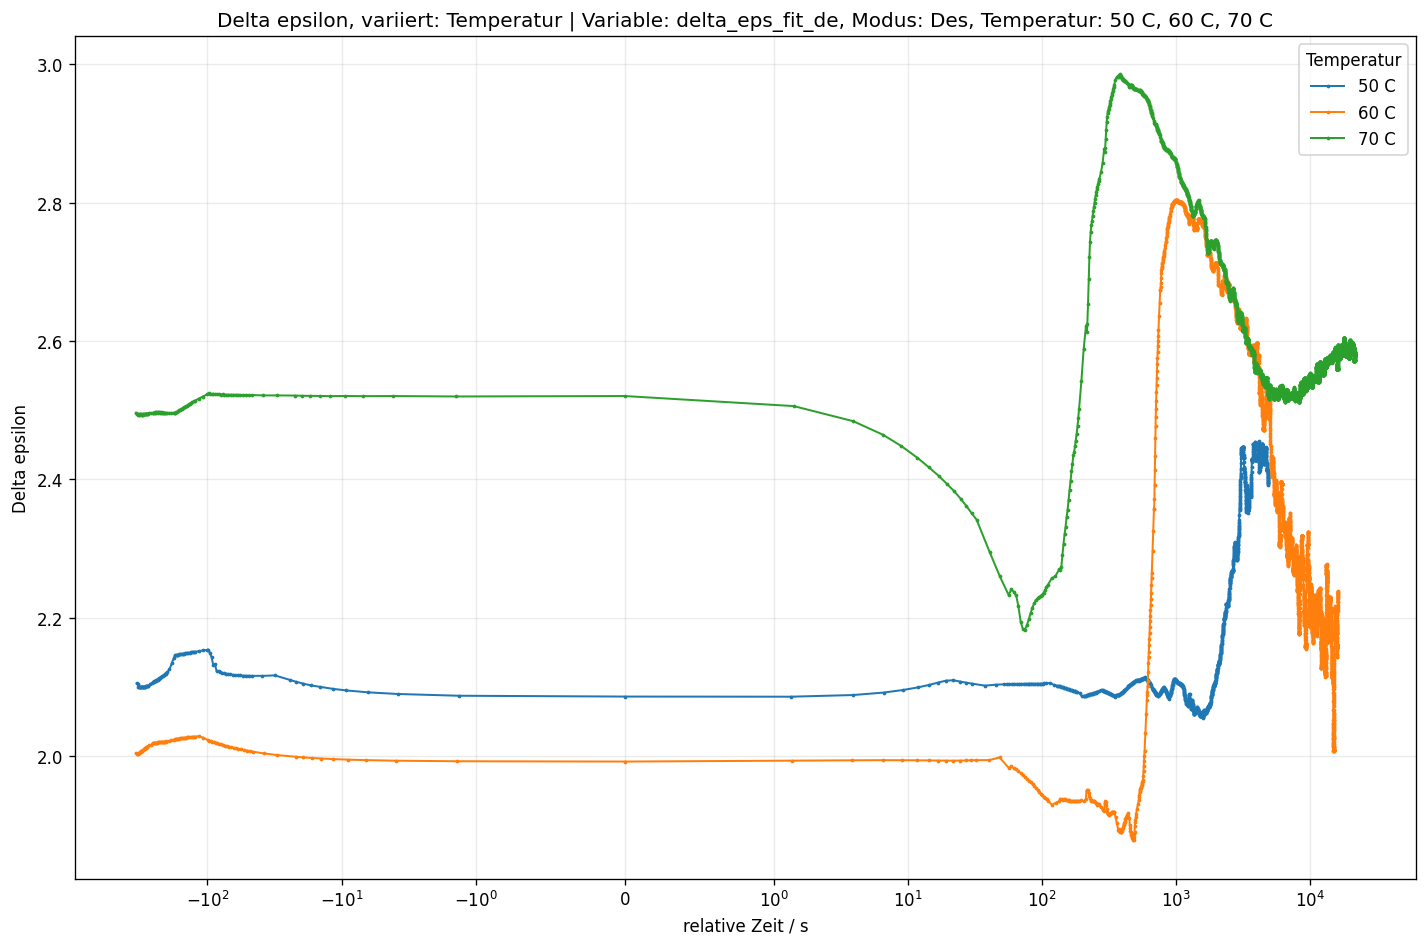 Delta epsilon, variiert: Temperatur | Variable: delta_eps_fit_de, Modus: Des, Temperatur: 50 C, 60 C, 70 C
Temperatur
50 C
60 C
70 C
3.0
2.8
2.6
2.4
2.2
2.0
Delta epsilon
−10² −10¹ −10⁰ 0 10⁰ 10¹ 10² 10³ 10⁴
relative Zeit / s